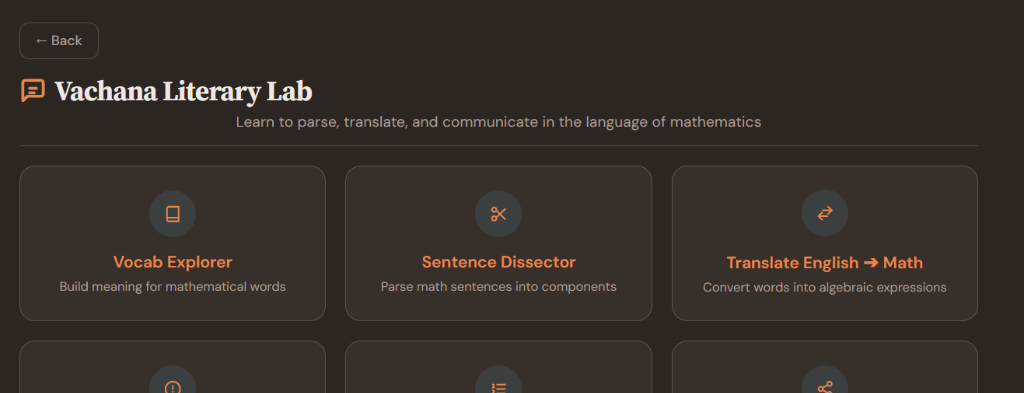 ← Back
Vachana Literary Lab
Learn to parse, translate, and communicate in the language of mathematics
Vocab Explorer
Build meaning for mathematical words
Sentence Dissector
Parse math sentences into components
Translate English ➔ Math
Convert words into algebraic expressions